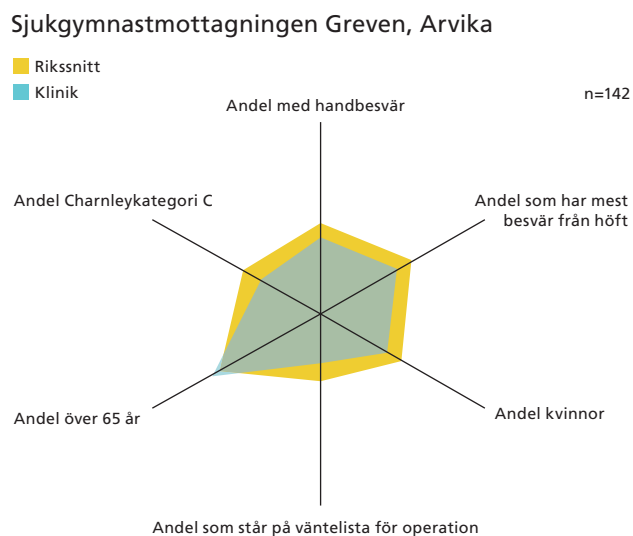 Sjukgymnastmottagningen Greven, Arvika
Rikssnitt
Klinik
n=142
Andel med handbesvär
Andel Charnleykategori C
Andel som har mest
besvär från höft
Andel över 65 år
Andel kvinnor
Andel som står på väntelista för operation